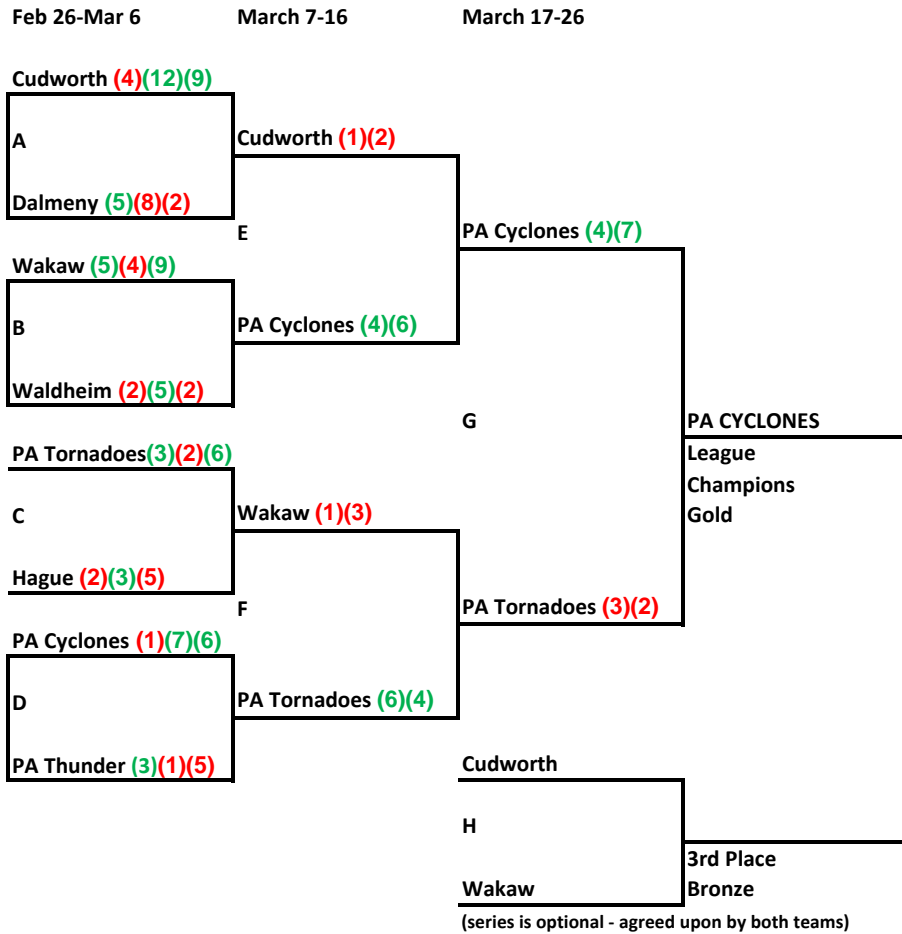 Feb 26-Mar 6 March 7-16 March 17-26
Cudworth (4)(12)(9)
A
Cudworth (1)(2)
Dalmeny (5)(8)(2)
E
PA Cyclones (4)(7)
Wakaw (5)(4)(9)
B
PA Cyclones (4)(6)
Waldheim (2)(5)(2)
G
PA CYCLONES
PA Tornadoes(3)(2)(6)
League
Champions
Gold
C
Wakaw (1)(3)
Hague (2)(3)(5)
F
PA Tornadoes (3)(2)
PA Cyclones (1)(7)(6)
D
PA Tornadoes (6)(4)
PA Thunder (3)(1)(5)
Cudworth
H
3rd Place
Wakaw
Bronze
(series is optional - agreed upon by both teams)